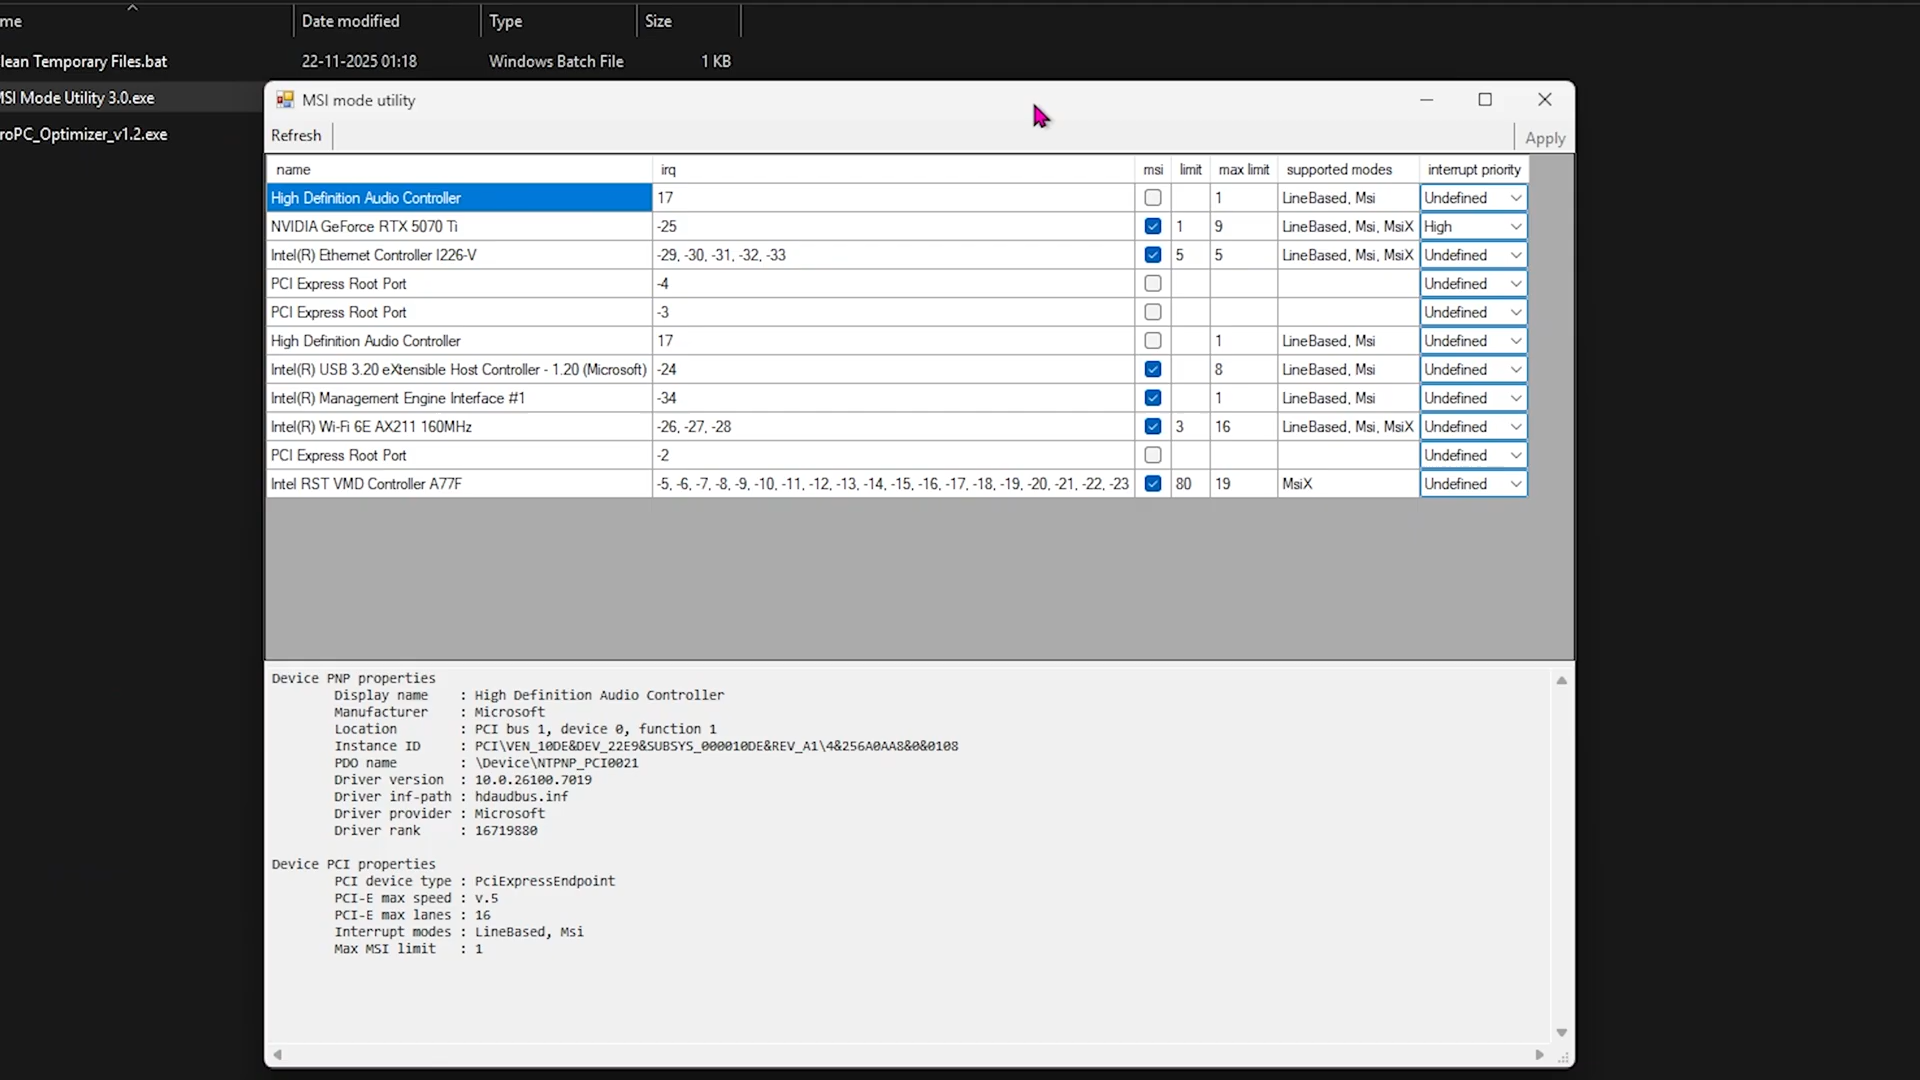 me Date modified Type Size
lean Temporary Files.bat 22-11-2025 01:18 Windows Batch File 1 KB
MSI Mode Utility 3.0.exe
roPC_Optimizer_v1.2.exe
MSI mode utility
Refresh Apply
name irq msi limit max limit supported modes interrupt priority
High Definition Audio Controller 17 1 LineBased, Msi Undefined
NVIDIA GeForce RTX 5070 Ti -25 1 9 LineBased, Msi, MsiX High
Intel(R) Ethernet Controller I226-V -29, -30, -31, -32, -33 5 5 LineBased, Msi, MsiX Undefined
PCI Express Root Port -4 Undefined
PCI Express Root Port -3 Undefined
High Definition Audio Controller 17 1 LineBased, Msi Undefined
Intel(R) USB 3.20 eXtensible Host Controller - 1.20 (Microsoft) -24 8 LineBased, Msi Undefined
Intel(R) Management Engine Interface #1 -34 1 LineBased, Msi Undefined
Intel(R) Wi-Fi 6E AX211 160MHz -26, -27, -28 3 16 LineBased, Msi, MsiX Undefined
PCI Express Root Port -2 Undefined
Intel RST VMD Controller A77F -5, -6, -7, -8, -9, -10, -11, -12, -13, -14, -15, -16, -17, -18, -19, -20, -21, -22, -23 80 19 MsiX Undefined
Device PNP properties
Display name : High Definition Audio Controller
Manufacturer : Microsoft
Location : PCI bus 1, device 0, function 1
Instance ID : PCI\VEN_10DE&DEV_22E9&SUBSYS_000010DE&REV_A1\4&256A0AA8&0&0108
PDO name : \Device\NTPNP_PCI0021
Driver version : 10.0.26100.7019
Driver inf-path : hdaudbus.inf
Driver provider : Microsoft
Driver rank : 16719880
Device PCI properties
PCI device type : PciExpressEndpoint
PCI-E max speed : v.5
PCI-E max lanes : 16
Interrupt modes : LineBased, Msi
Max MSI limit : 1